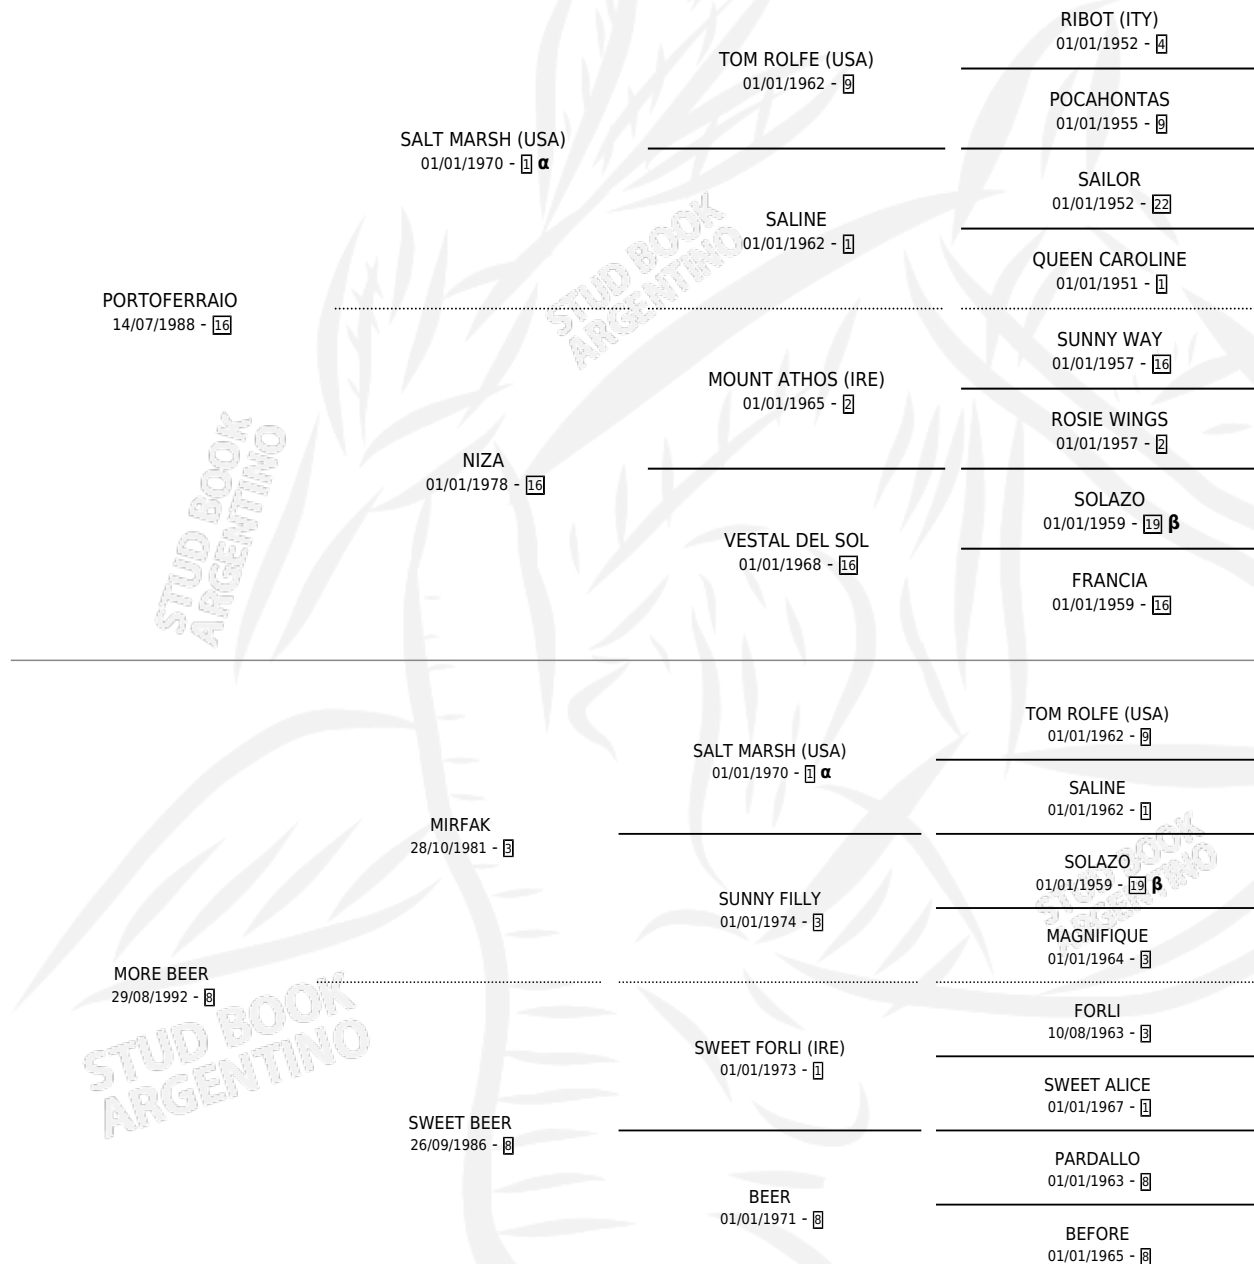 RIBOT (ITY)
01/01/1952 - 4
TOM ROLFE (USA)
01/01/1962 - 9
POCAHONTAS
01/01/1955 - 9
SALT MARSH (USA)
01/01/1970 - 1 α
SAILOR
01/01/1952 - 22
SALINE
01/01/1962 - 1
QUEEN CAROLINE
01/01/1951 - 1
PORTOFERRAIO
14/07/1988 - 16
SUNNY WAY
01/01/1957 - 16
MOUNT ATHOS (IRE)
01/01/1965 - 2
ROSIE WINGS
01/01/1957 - 2
NIZA
01/01/1978 - 16
SOLAZO
01/01/1959 - 19 β
VESTAL DEL SOL
01/01/1968 - 16
FRANCIA
01/01/1959 - 16
STUD BOOK
ARGENTINO
STUD BOOK
ARGENTINO
TOM ROLFE (USA)
01/01/1962 - 9
SALT MARSH (USA)
01/01/1970 - 1 α
SALINE
01/01/1962 - 1
MIRFAK
28/10/1981 - 3
SOLAZO
01/01/1959 - 19 β
SUNNY FILLY
01/01/1974 - 3
MAGNIFIQUE
01/01/1964 - 3
MORE BEER
29/08/1992 - 8
FORLI
10/08/1963 - 3
SWEET FORLI (IRE)
01/01/1973 - 1
SWEET ALICE
01/01/1967 - 1
SWEET BEER
26/09/1986 - 8
PARDALLO
01/01/1963 - 8
BEER
01/01/1971 - 8
BEFORE
01/01/1965 - 8
STUD BOOK
ARGENTINO
STUD BOOK
ARGENTINO